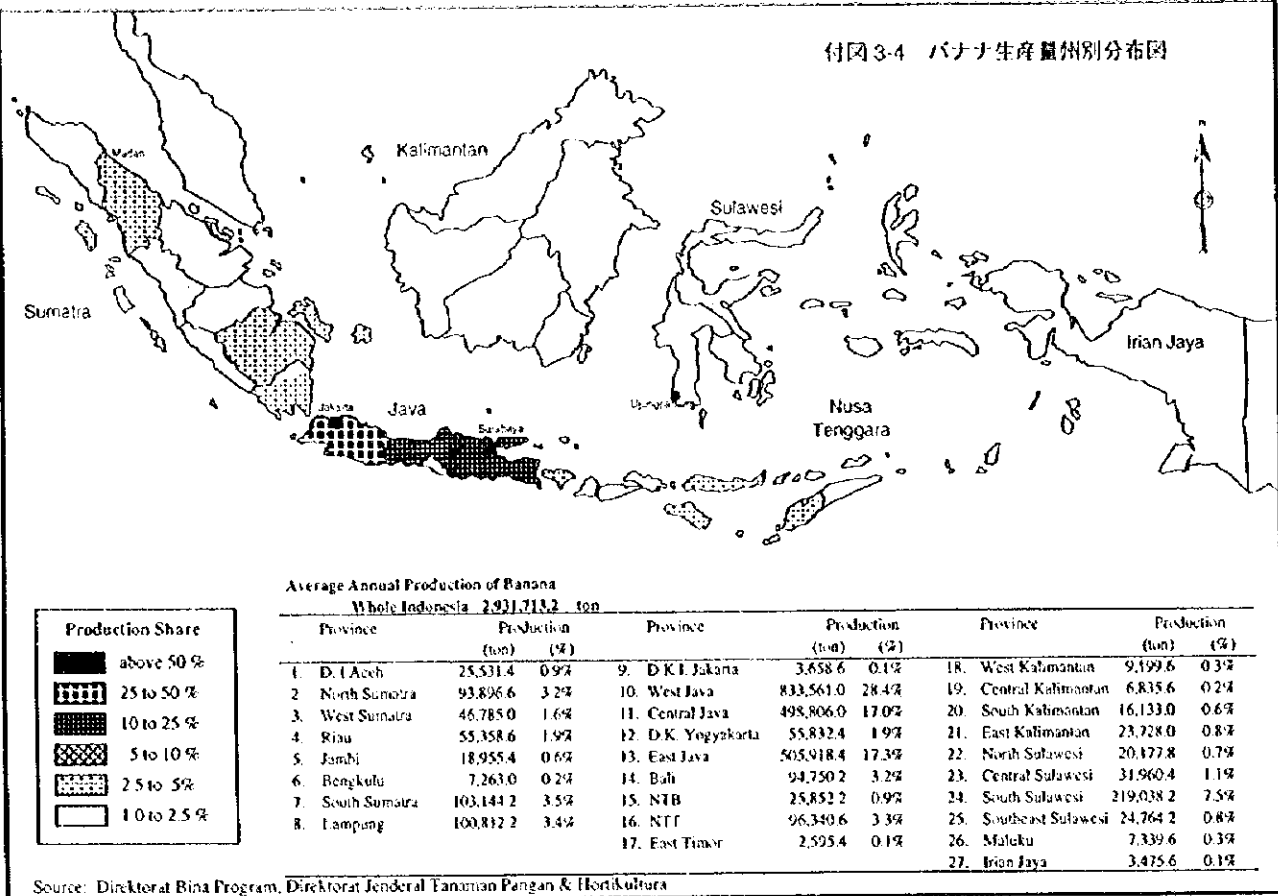 付図3-4 バナナ生産量州別分布図
Medan
Kalimantan
Sulawesi
Sumatra
Irian Jaya
Jakarta
Java
Surabaya
Nusa
Tenggara
Average Annual Production of Banana
Whole Indonesia 2,931,713.2 ton
Production Share
above 50 %
25 to 50 %
10 to 25 %
5 to 10 %
2.5 to 5%
1.0 to 2.5 %
Province Production Province Production Province Production
(ton) (%) (ton) (%) (ton) (%)
1. D.I Aceh 25,531.4 0.9% 9. D.K.I. Jakarta 3,658.6 0.1% 18. West Kalimantan 9,199.6 0.3%
2 North Sumatra 93,896.6 3.2% 10. West Java 833,561.0 28.4% 19. Central Kalimantan 6,835.6 0.2%
3. West Sumatra 46,785.0 1.6% 11. Central Java 498,806.0 17.0% 20. South Kalimantan 16,133.0 0.6%
4. Riau 55,358.6 1.9% 12. D.K. Yogyakarta 55,832.4 1.9% 21. East Kalimantan 23,728.0 0.8%
5. Jambi 18,955.4 0.6% 13. East Java 505,918.4 17.3% 22. North Sulawesi 20,177.8 0.7%
6. Bengkulu 7,263.0 0.2% 14. Bali 94,750.2 3.2% 23. Central Sulawesi 31,960.4 1.1%
7. South Sumatra 103,144.2 3.5% 15. NTB 25,852.2 0.9% 24. South Sulawesi 219,038.2 7.5%
8. Lampung 100,812.2 3.4% 16. NTT 96,340.6 3.3% 25. Southeast Sulawesi 24,764.2 0.8%
17. East Timor 2,595.4 0.1% 26. Maluku 7,339.6 0.3%
27. Irian Jaya 3,475.6 0.1%
Source: Direktorat Bina Program, Direktorat Jenderal Tanaman Pangan & Hortikultura